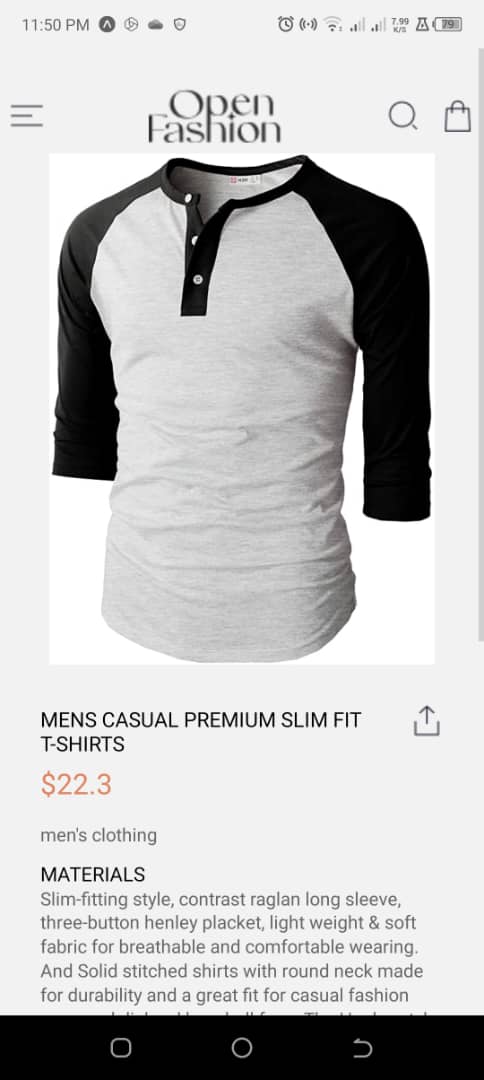 11:50 PM
7.99
K/S
79
Open
Fashion
MENS CASUAL PREMIUM SLIM FIT
T-SHIRTS
$22.3
men's clothing
MATERIALS
Slim-fitting style, contrast raglan long sleeve,
three-button henley placket, light weight & soft
fabric for breathable and comfortable wearing.
And Solid stitched shirts with round neck made
for durability and a great fit for casual fashion